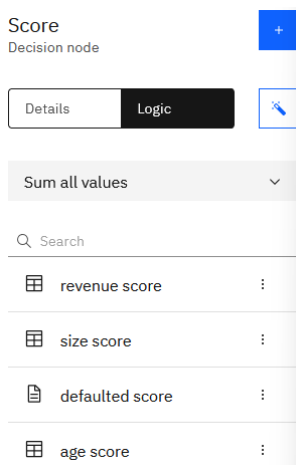 Score
Decision node
Details
Logic
Sum all values
Search
revenue score
size score
defaulted score
age score